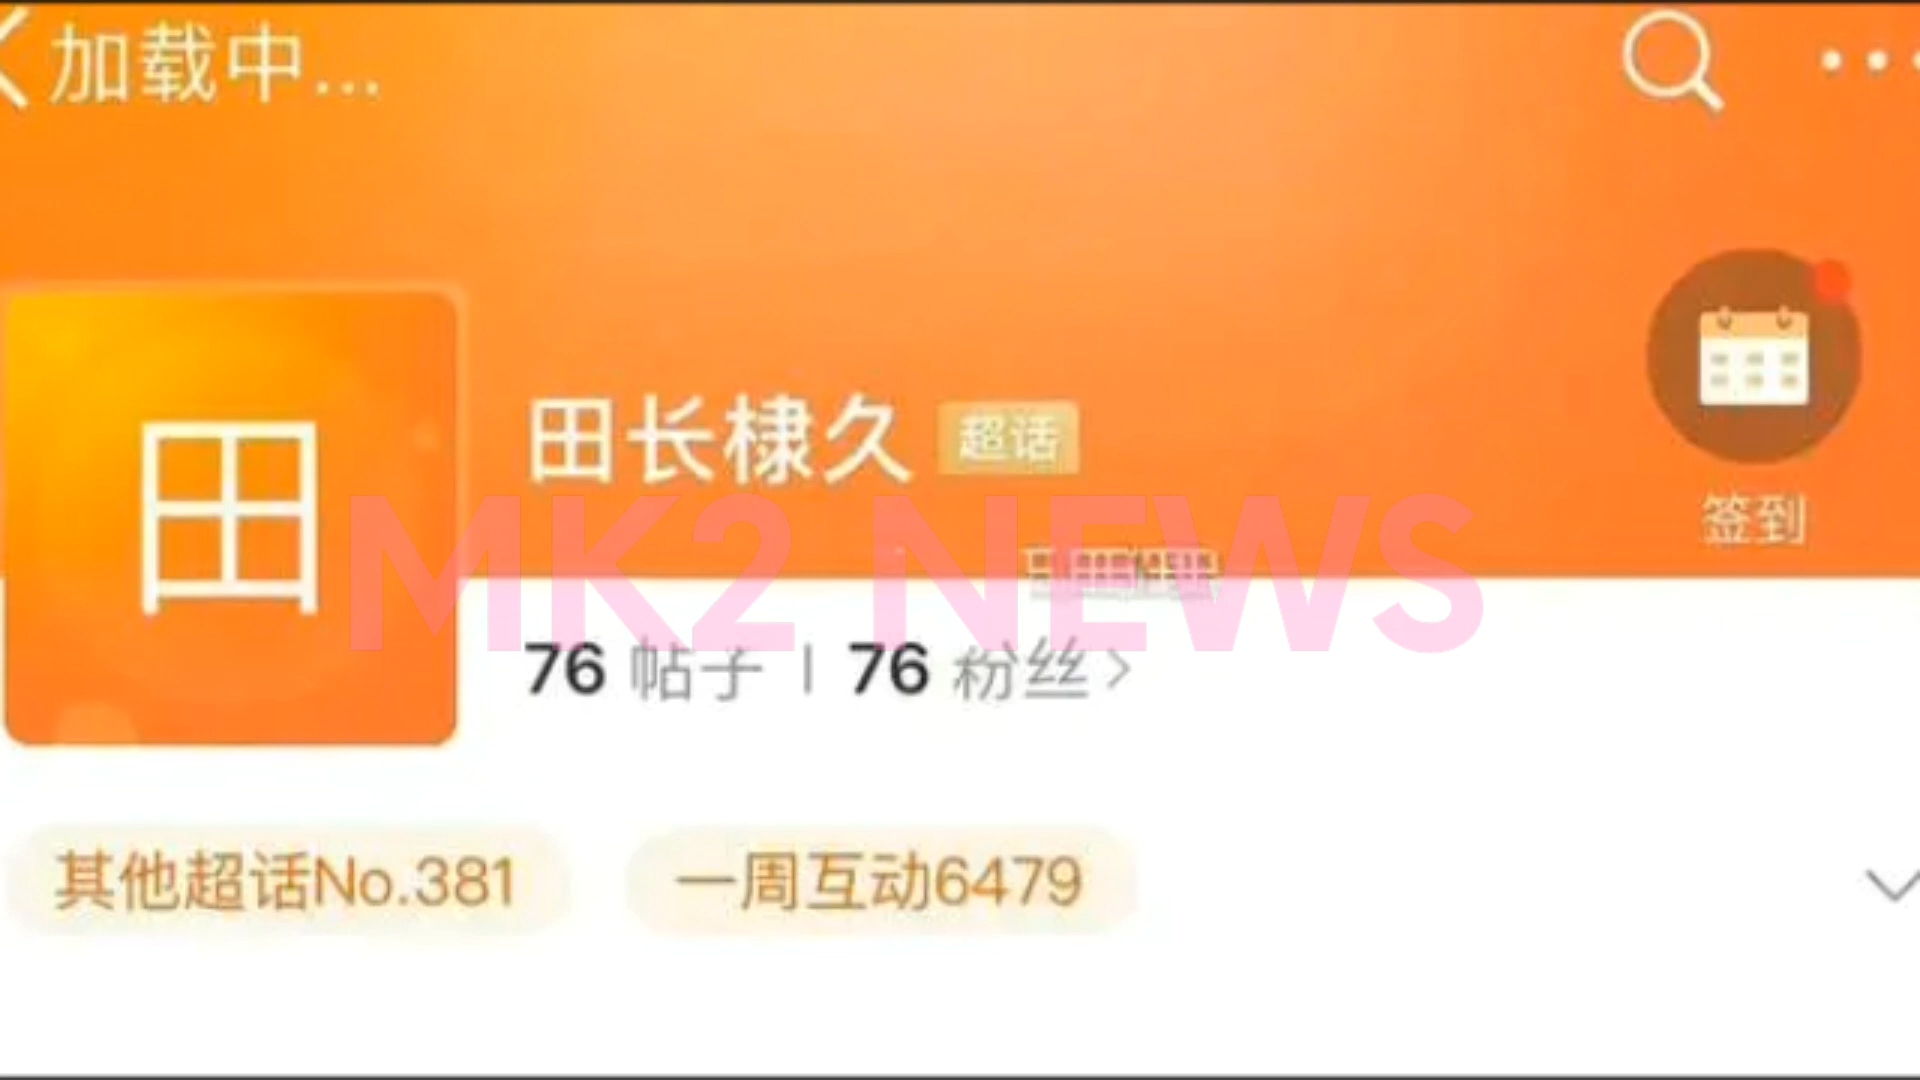 加载中...
田
田长棣久 超话
签到
MK2 NEWS
76 帖子 | 76 粉丝
其他超话No.381
一周互动6479